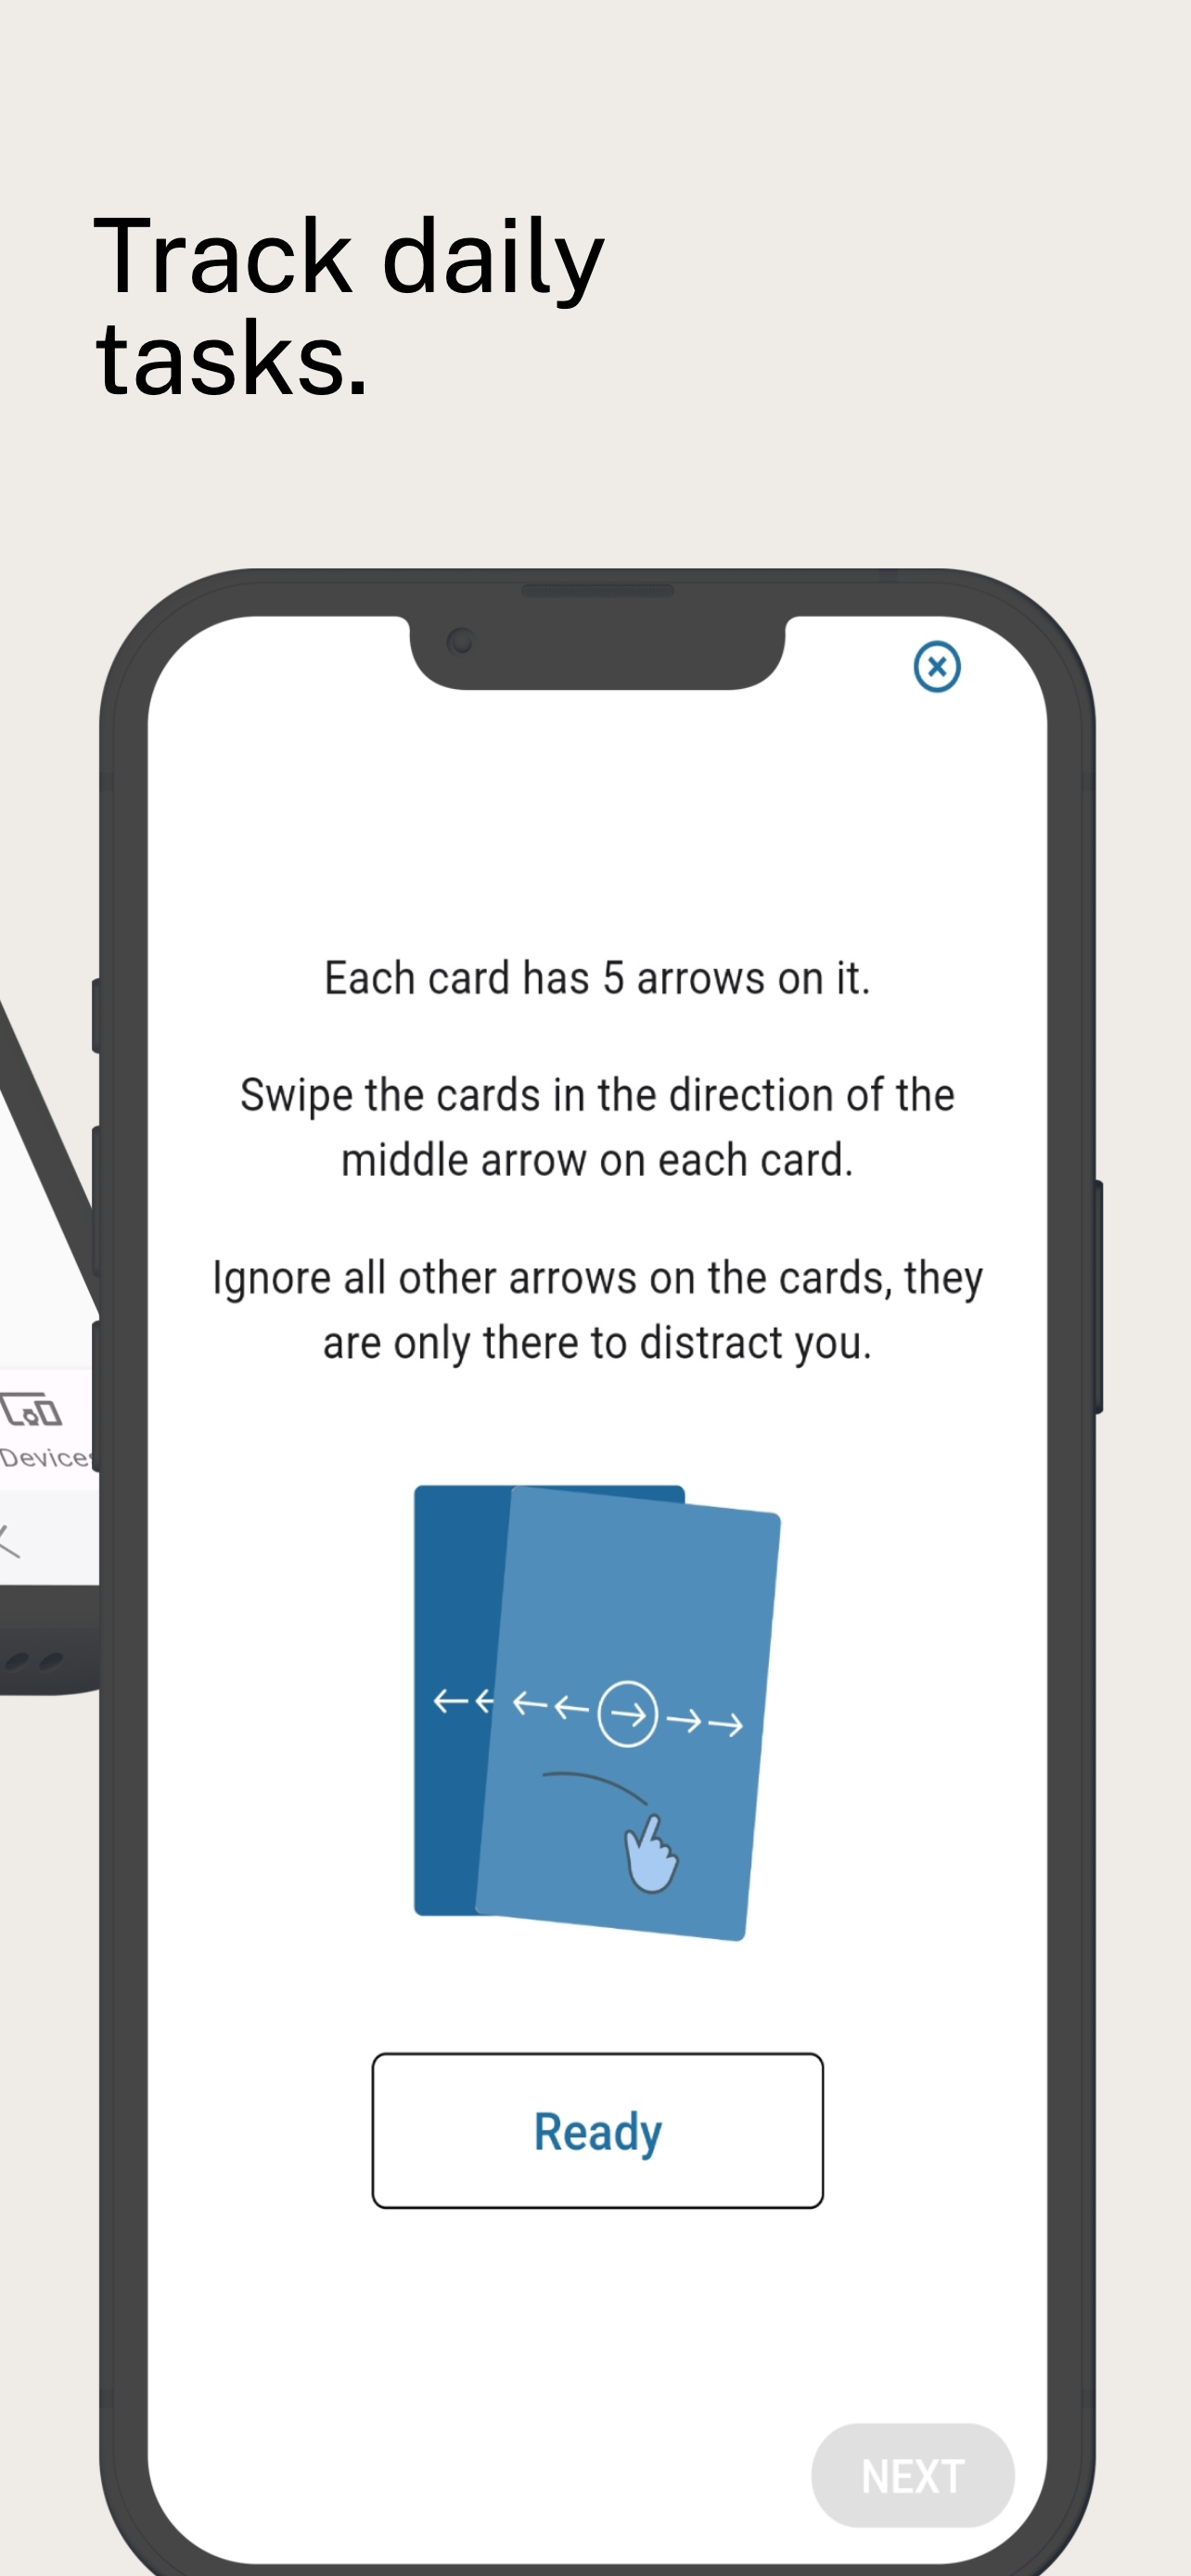 Track daily
tasks.
Each card has 5 arrows on it.
Swipe the cards in the direction of the
middle arrow on each card.
Ignore all other arrows on the cards, they
are only there to distract you.
Devices
Ready
NEXT